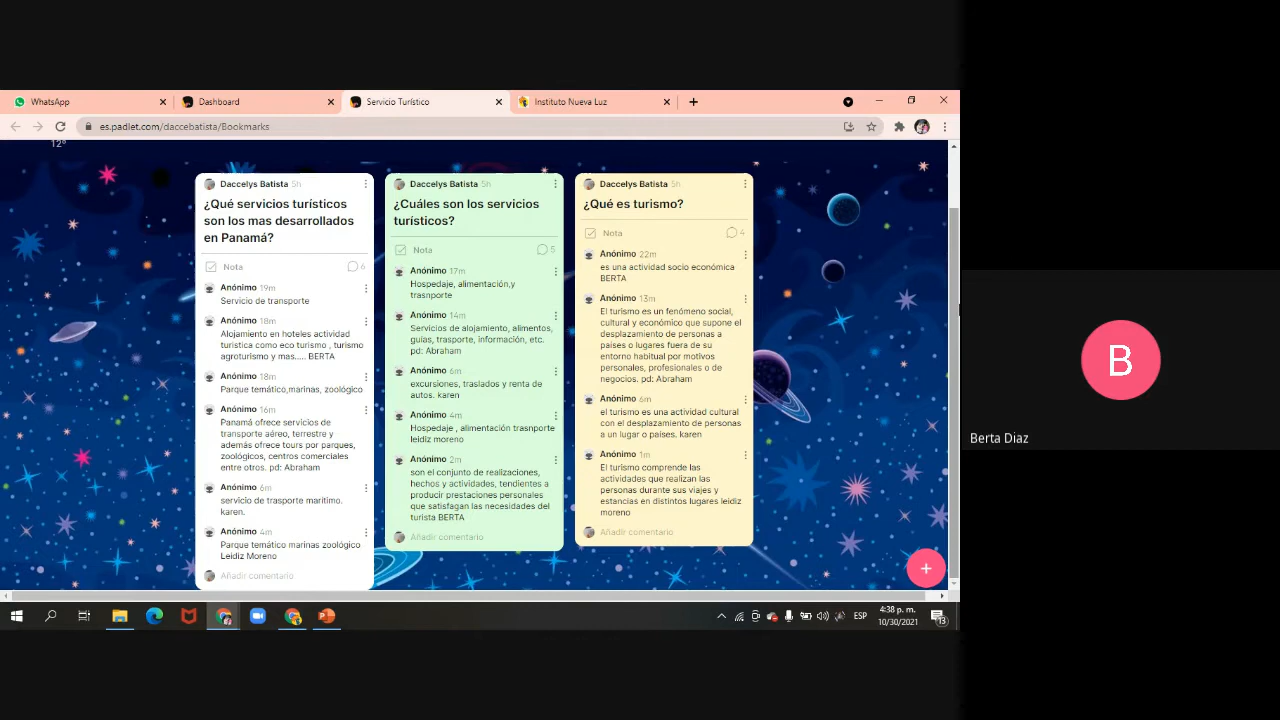 WhatsApp
Dashboard
Servicio Turístico
Instituto Nueva Luz
es.padlet.com/daccebatista/Bookmarks
12°
Daccelys Batista 5h
¿Qué servicios turísticos
son los mas desarrollados
en Panamá?
Nota 6
Anónimo 19m
Servicio de transporte
Anónimo 18m
Alojamiento en hoteles actividad
turistica como eco turismo , turismo
agroturismo y mas..... BERTA
Anónimo 18m
Parque temático,marinas, zoológico
Anónimo 16m
Panamá ofrece servicios de
transporte aéreo, terrestre y
además ofrece tours por parques,
zoológicos, centros comerciales
entre otros. pd: Abraham
Anónimo 6m
servicio de trasporte marítimo.
karen.
Anónimo 4m
Parque temático marinas zoológico
Leidiz Moreno
Añadir comentario
Daccelys Batista 5h
¿Cuáles son los servicios
turísticos?
Nota 5
Anónimo 17m
Hospedaje, alimentación,y
trasnporte
Anónimo 14m
Servicios de alojamiento, alimentos,
guías, trasporte, información, etc.
pd: Abraham
Anónimo 6m
excursiones, traslados y renta de
autos. karen
Anónimo 4m
Hospedaje , alimentación trasnporte
leidiz moreno
Anónimo 2m
son el conjunto de realizaciones,
hechos y actividades, tendientes a
producir prestaciones personales
que satisfagan las necesidades del
turista BERTA
Añadir comentario
Daccelys Batista 5h
¿Qué es turismo?
Nota 4
Anónimo 22m
es una actividad socio económica
BERTA
Anónimo 13m
El turismo es un fenómeno social,
cultural y económico que supone el
desplazamiento de personas a
países o lugares fuera de su
entorno habitual por motivos
personales, profesionales o de
negocios. pd: Abraham
Anónimo 6m
el turismo es una actividad cultural
con el desplazamiento de personas
a un lugar o países. karen
Anónimo 1m
El turismo comprende las
actividades que realizan las
personas durante sus viajes y
estancias en distintos lugares leidiz
moreno
Añadir comentario
B
Berta Diaz
ESP
4:38 p. m.
10/30/2021
13